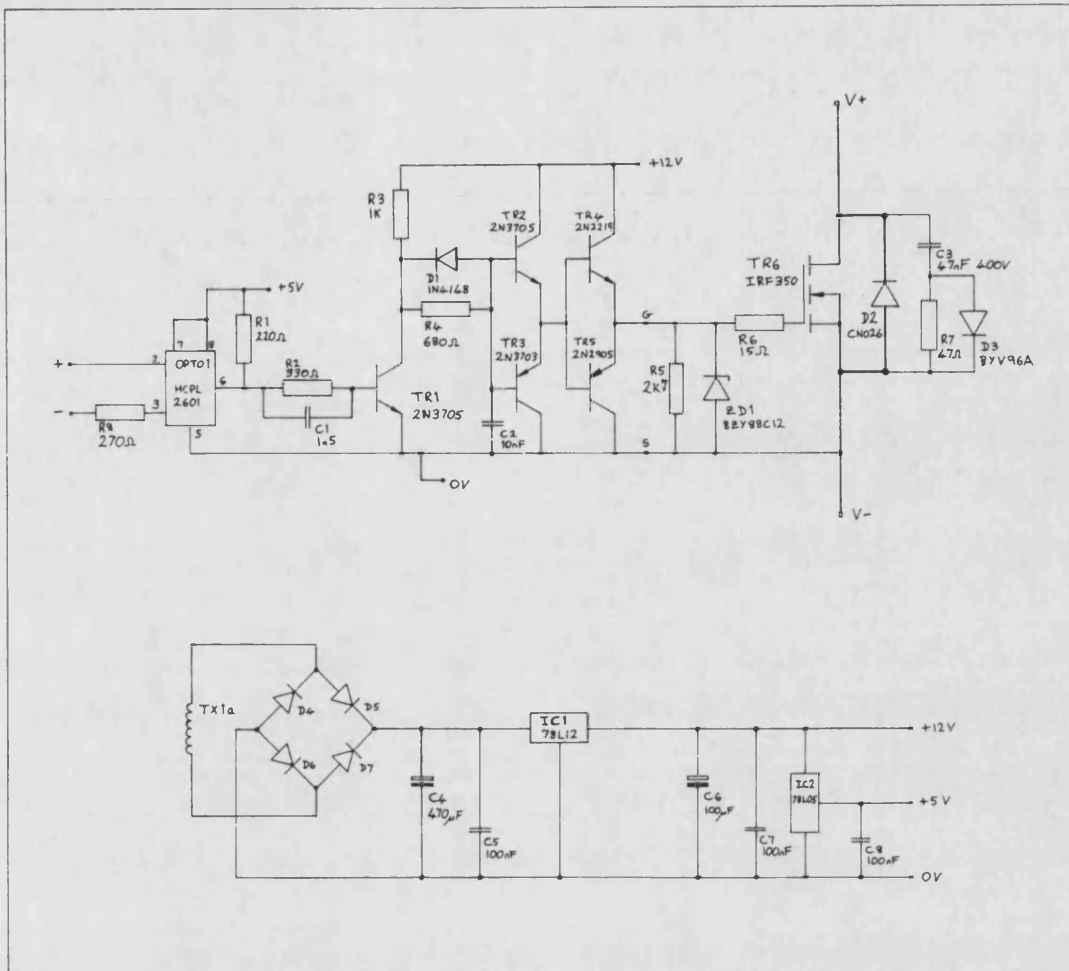 V+
+12V
R3
1K
TR2
2N3705
TR4
2N2219
D1
1N4148
C3
47nF 400V
TR6
IRF350
+5V
R4
680Ω
G
D2
CN026
R1
220Ω
TR3
2N3703
TR5
2N2905
R6
15Ω
R7
47Ω
D3
BYV96A
+
2
7
8
OPTO1
HCPL
2601
6
R2
330Ω
R5
2K7
TR1
2N3705
ZD1
BZY88C12
-
3
R8
270Ω
5
C1
1n5
C2
10nF
S
0V
V-
TX1a
D4
D5
IC1
78L12
+12V
D6
D7
C4
470µF
C6
100µF
IC2
78L05
+5V
C5
100nF
C7
100nF
C8
100nF
0V